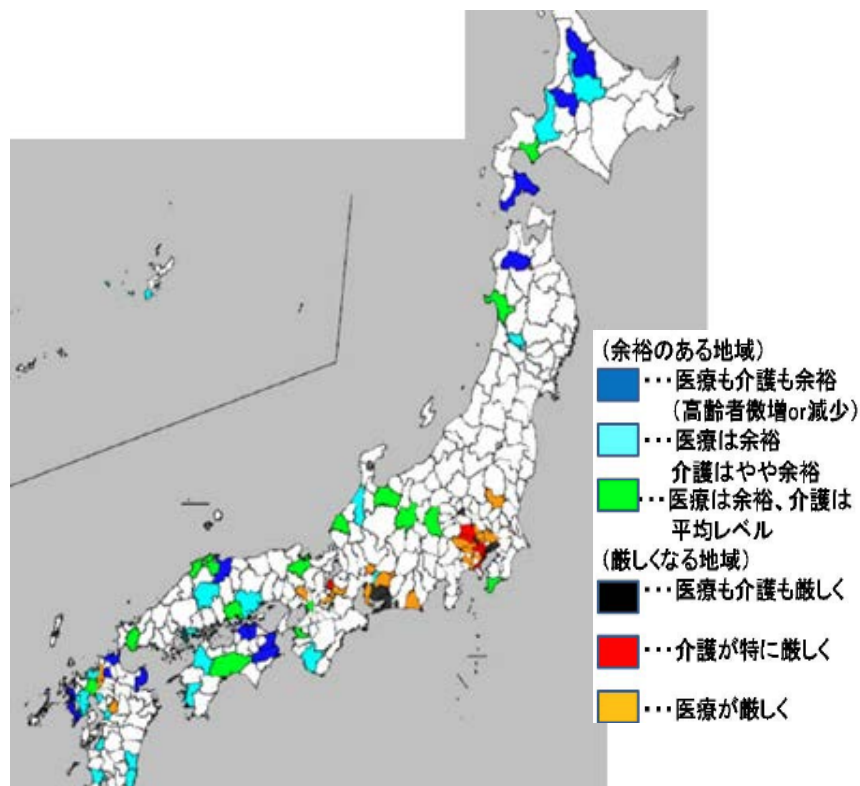 (余裕のある地域)
･･･医療も介護も余裕
(高齢者微増or減少)
･･･医療は余裕
介護はやや余裕
･･･医療は余裕、介護は
平均レベル
(厳しくなる地域)
･･･医療も介護も厳しく
･･･介護が特に厳しく
･･･医療が厳しく